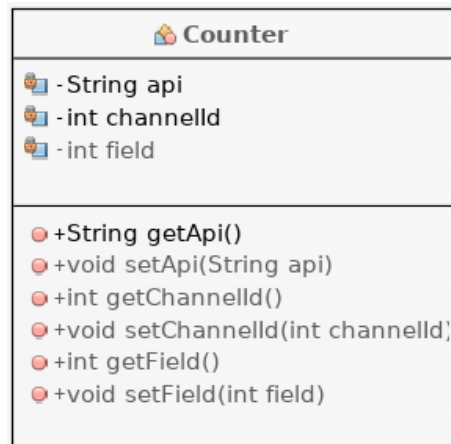 Counter
-String api
-int channelId
-int field
+String getApi()
+void setApi(String api)
+int getChannelId()
+void setChannelId(int channelId)
+int getField()
+void setField(int field)